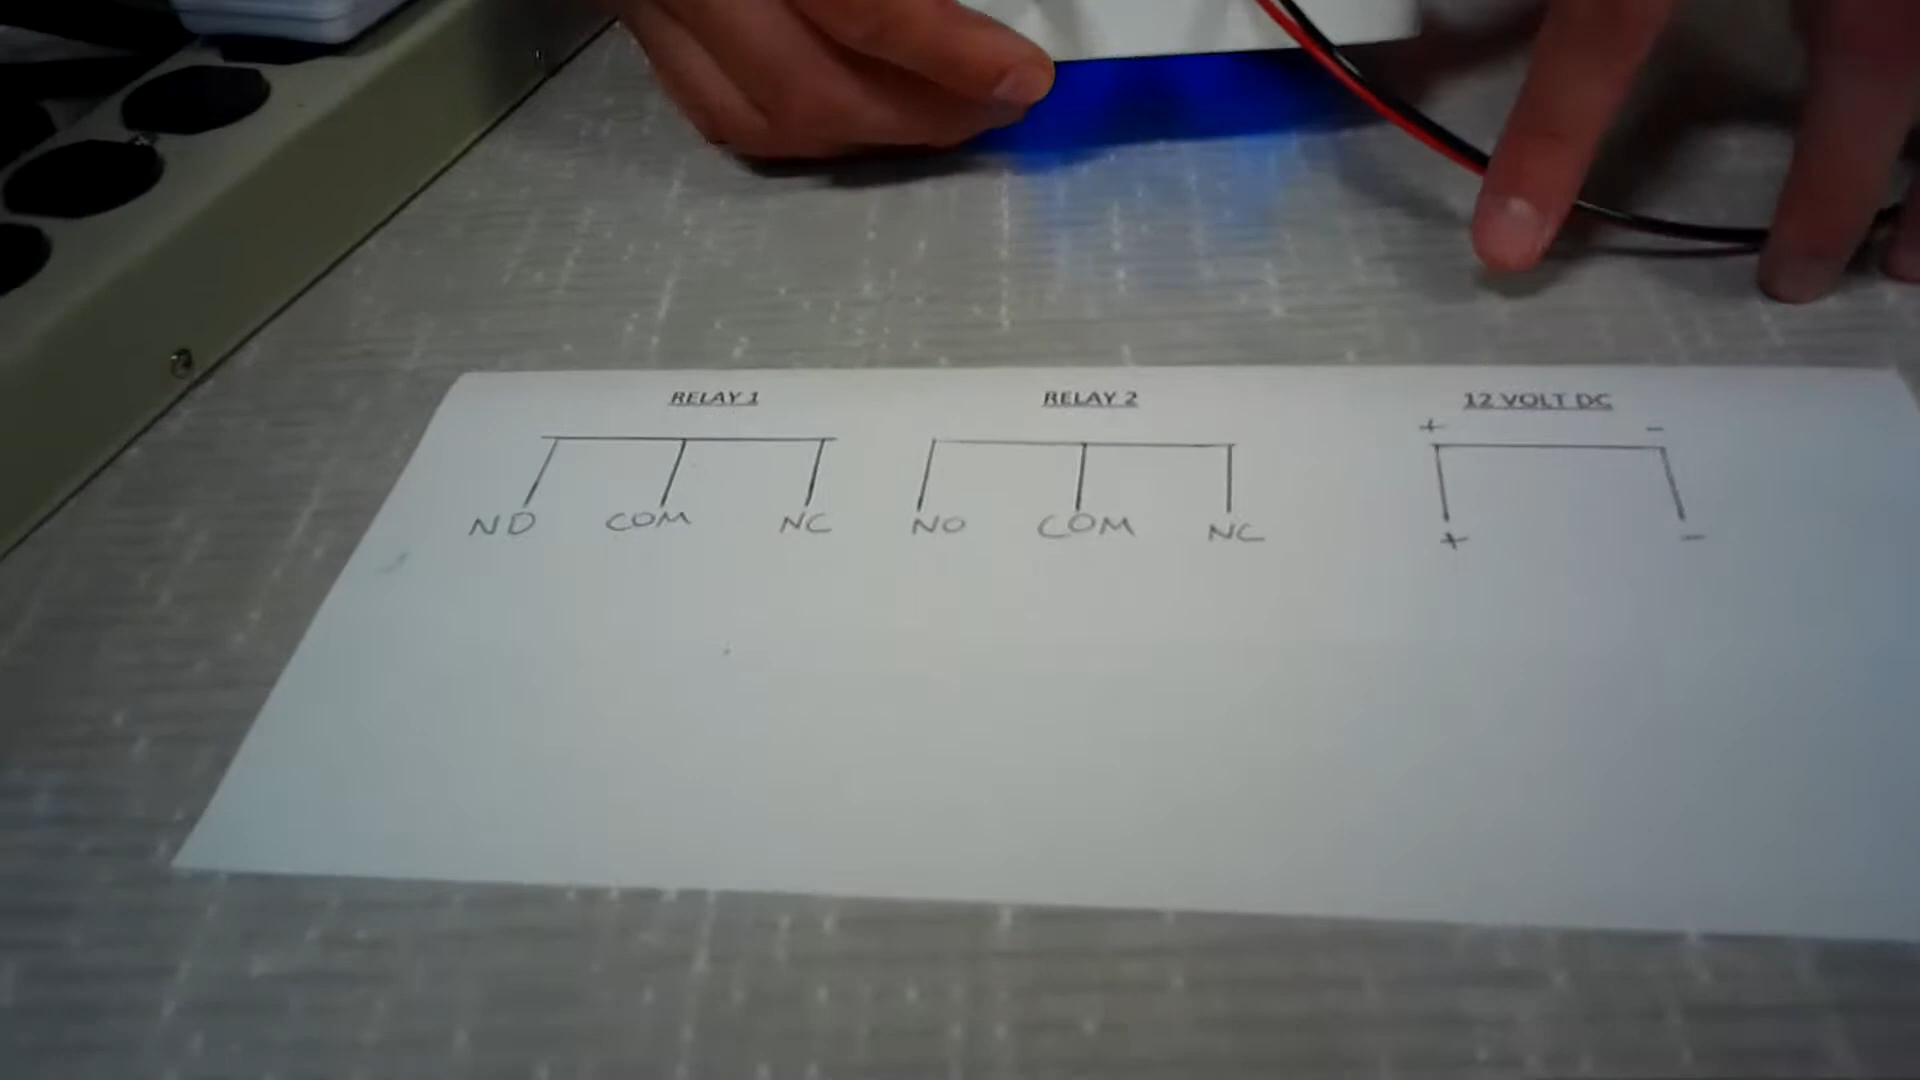 RELAY 1 RELAY 2 12 VOLT DC
+ -
NO COM NC NO COM NC + -